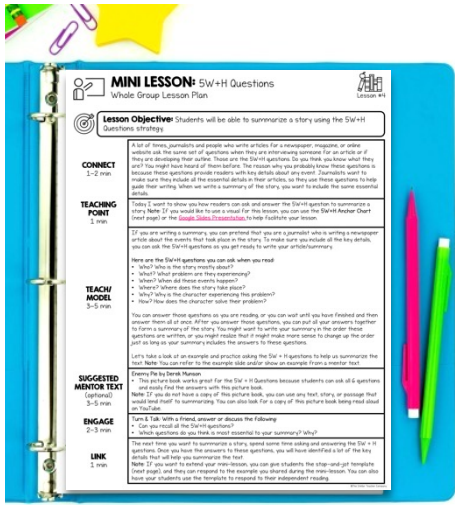 MINI LESSON: 5W+H Questions
Whole Group Lesson Plan
Lesson #4
Lesson Objective: Students will be able to summarize a story using the 5W+H
Questions strategy.
CONNECT
1-2 min
A lot of times, journalists and people who write articles for a newspaper, magazine, or online
website ask the same set of questions when they are interviewing someone for an article or if
they are developing their outline. Those are the 5W+H questions. Do you think you know what they
are? You might have heard of them before. The reason why you probably know these questions is
because these questions provide readers with key details about any event. Journalists want to
make sure they include all the essential details in their articles, so they use these questions to help
guide their writing. When we write a summary of the story, you want to include the same essential
details.
TEACHING
POINT
1 min
Today I want to show you how readers can ask and answer the 5W+H question to summarize a
story. Note: If you would like to use a visual for this lesson, you can use the 5W+H Anchor Chart
(next page) or the Google Slides Presentation to help facilitate your lesson.
TEACH/
MODEL
3-5 min
If you are writing a summary, you can pretend that you are a journalist who is writing a newspaper
article about the events that took place in the story. To make sure you include all the key details,
you can ask the 5W+H questions as you get ready to write your article/summary.
Here are the 5W+H questions you can ask when you read:
• Who? Who is the story mostly about?
• What? What problem are they experiencing?
• When? When did these events happen?
• Where? Where does the story take place?
• Why? Why is the character experiencing this problem?
• How? How does the character solve their problem?
You can answer those questions as you are reading, or you can wait until you have finished and then
answer them all at once. After you answer those questions, you can put all your answers together
to form a summary of the story. You might want to write your summary in the order these
questions are written, or you might realize that it might make more sense to change up the order
just as long as your summary includes the answers to these questions.
Let's take a look at an example and practice asking the 5W + H questions to help us summarize the
text. Note: You can refer to the example slide and/or show an example from a mentor text
SUGGESTED
MENTOR TEXT
(optional)
3-5 min
Enemy Pie by Derek Munson
• This picture book works great for the 5W + H Questions because students can ask all 6 questions
and easily find the answers with this picture book.
Note: If you do not have a copy of this picture book, you can use any text, story, or passage that
would lend itself to summarizing. You can also look for a copy of this picture book being read aloud
on YouTube.
ENGAGE
2-3 min
Turn & Talk: With a friend, answer or discuss the following:
• Can you recall all the 5W+H questions?
• Which questions do you think is most essential to your summary? Why?
LINK
1 min
The next time you want to summarize a story, spend some time asking and answering the 5W + H
questions. Once you have the answers to these questions, you will have identified a lot of the key
details that will help you summarize the text.
Note: If you want to extend your mini-lesson, you can give students the stop-and-jot template
(next page), and they can respond to the example you shared during the mini-lesson. You can also
have your students use the template to respond to their independent reading.